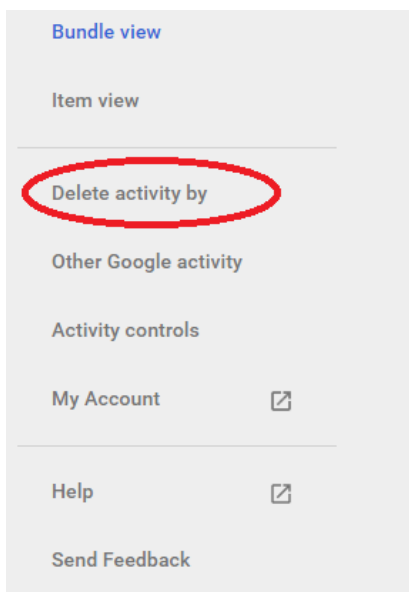 Bundle view
Item view
Delete activity by
Other Google activity
Activity controls
My Account
Help
Send Feedback